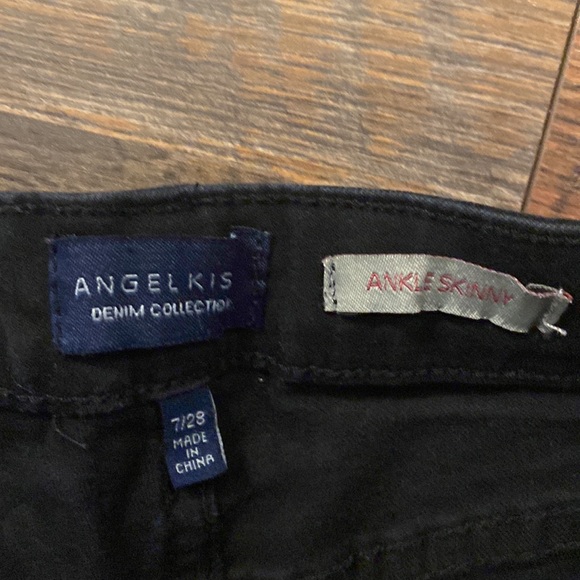 ANGELKIS
DENIM COLLECTION
ANKLE SKINNY
7/28
MADE
IN
CHINA